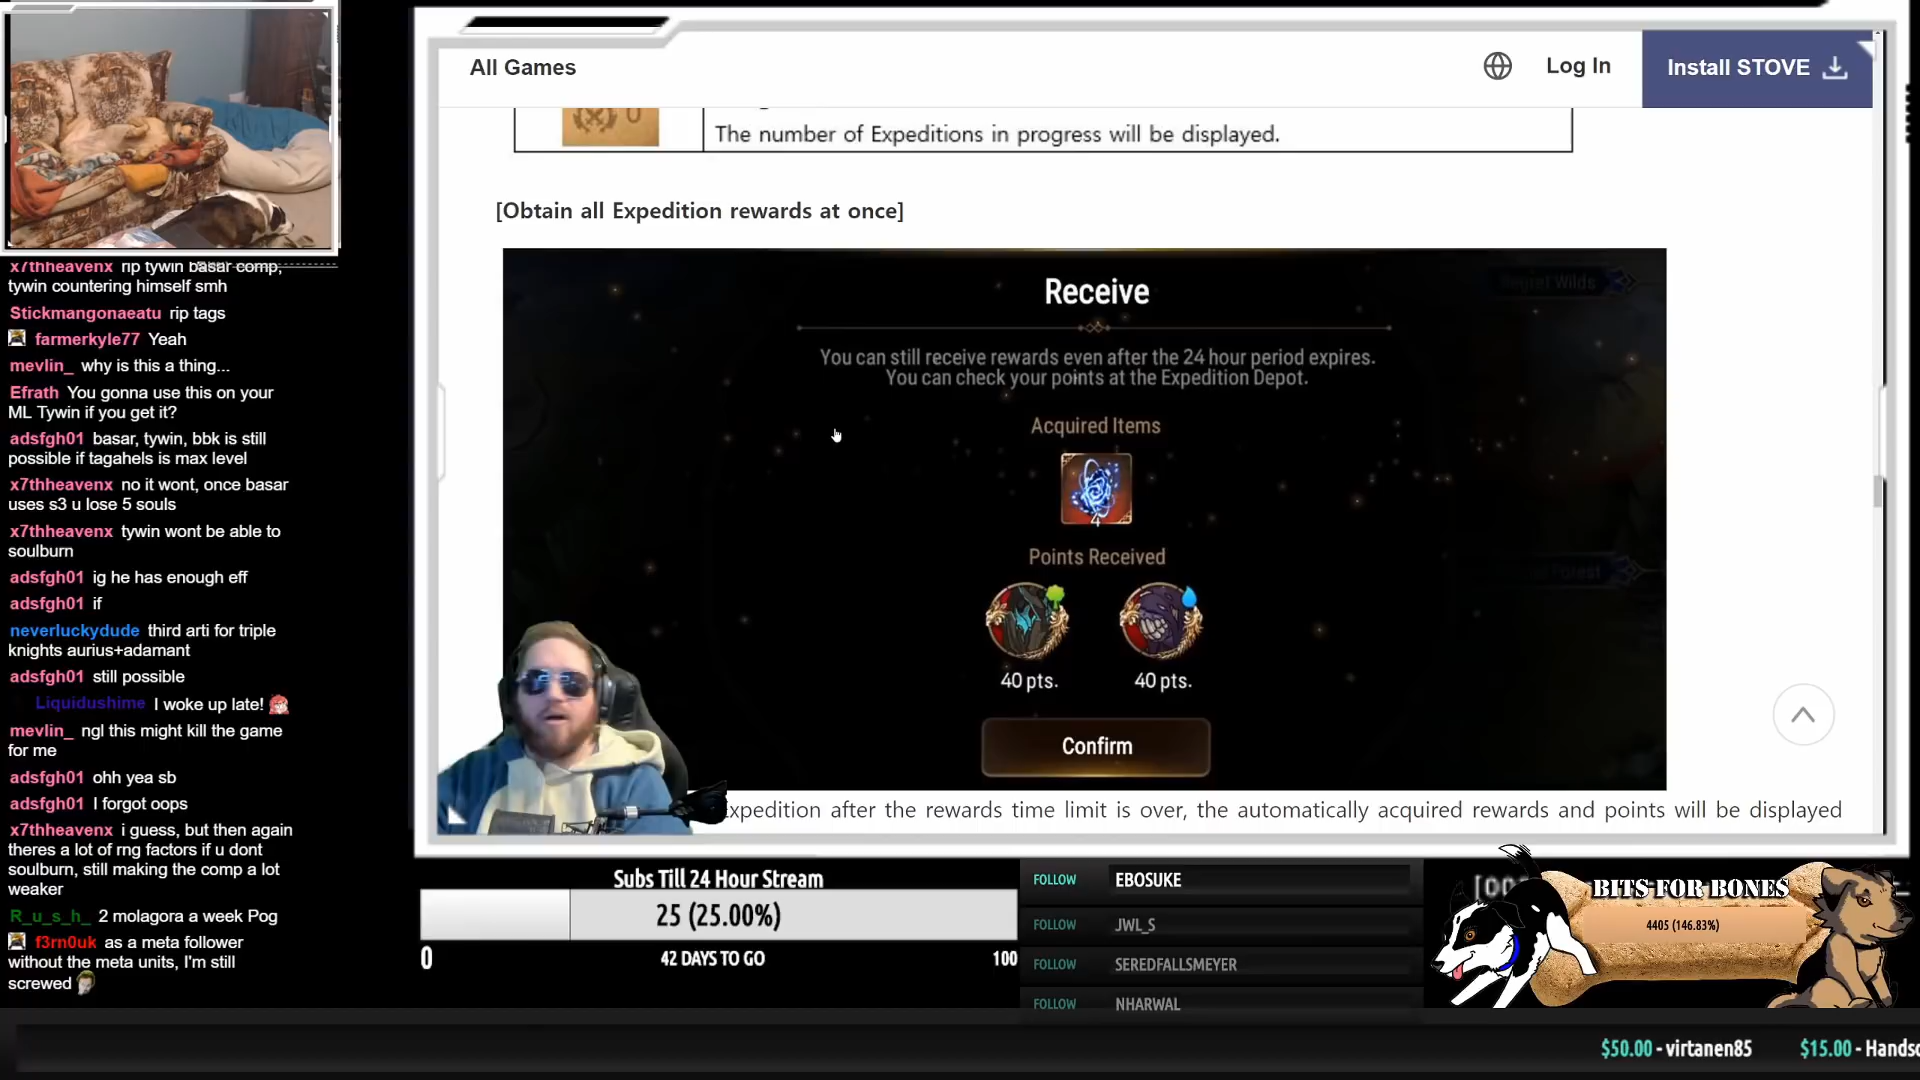 All Games
Log In
Install STOVE
The number of Expeditions in progress will be displayed.
[Obtain all Expedition rewards at once]
Receive
You can still receive rewards even after the 24 hour period expires.
You can check your points at the Expedition Depot.
Acquired Items
4
Points Received
40 pts.
40 pts.
Confirm
Expedition after the rewards time limit is over, the automatically acquired rewards and points will be displayed
x7thheavenx rip tywin basar comp,
tywin countering himself smh
Stickmangonaeatu rip tags
farmerkyle77 Yeah
mevlin_ why is this a thing...
Efrath You gonna use this on your
ML Tywin if you get it?
adsfgh01 basar, tywin, bbk is still
possible if tagahels is max level
x7thheavenx no it wont, once basar
uses s3 u lose 5 souls
x7thheavenx tywin wont be able to
soulburn
adsfgh01 ig he has enough eff
adsfgh01 if
neverluckydude third arti for triple
knights aurius+adamant
adsfgh01 still possible
Liquidushime I woke up late!
mevlin_ ngl this might kill the game
for me
adsfgh01 ohh yea sb
adsfgh01 I forgot oops
x7thheavenx i guess, but then again
theres a lot of rng factors if u dont
soulburn, still making the comp a lot
weaker
R_u_s_h_ 2 molagora a week Pog
f3rn0uk as a meta follower
without the meta units, I'm still
screwed
Subs Till 24 Hour Stream
25 (25.00%)
0
42 DAYS TO GO
100
FOLLOW EBOSUKE
FOLLOW JWL_S
FOLLOW SEREDFALLSMEYER
FOLLOW NHARWAL
BITS FOR BONES
4405 (146.83%)
$50.00 - virtanen85
$15.00 - Handso